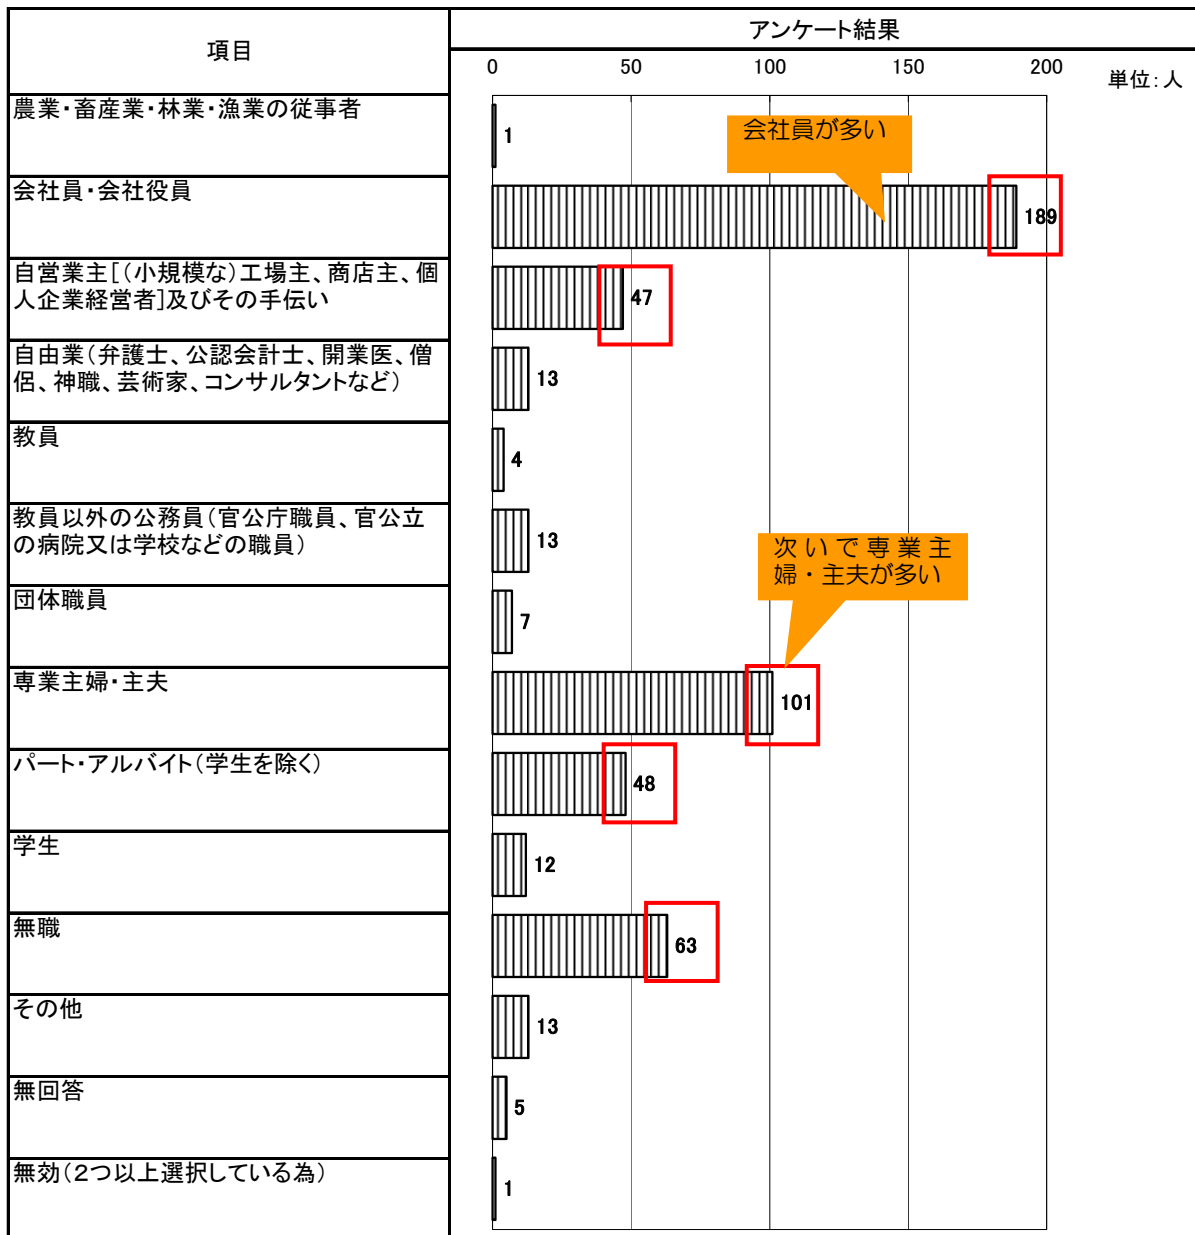 項目
アンケート結果
0 50 100 150 200
単位：人
農業・畜産業・林業・漁業の従事者
1
会社員が多い
会社員・会社役員
189
自営業主[（小規模な）工場主、商店主、個
人企業経営者]及びその手伝い
47
自由業（弁護士、公認会計士、開業医、僧
侶、神職、芸術家、コンサルタントなど）
13
教員
4
教員以外の公務員（官公庁職員、官公立
の病院又は学校などの職員）
13
次いで専業主
婦・主夫が多い
団体職員
7
専業主婦・主夫
101
パート・アルバイト（学生を除く）
48
学生
12
無職
63
その他
13
無回答
5
無効（２つ以上選択している為）
1